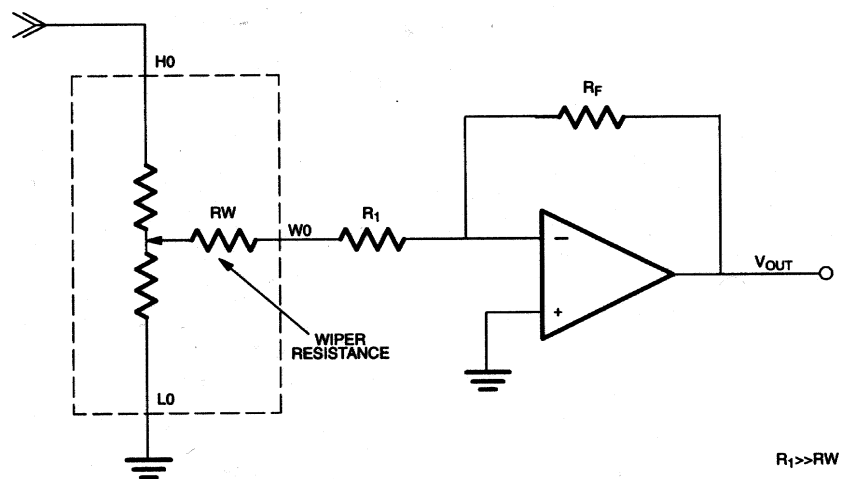 H0
RF
RW
W0
R1
−
+
VOUT
WIPER
RESISTANCE
L0
R1>>RW